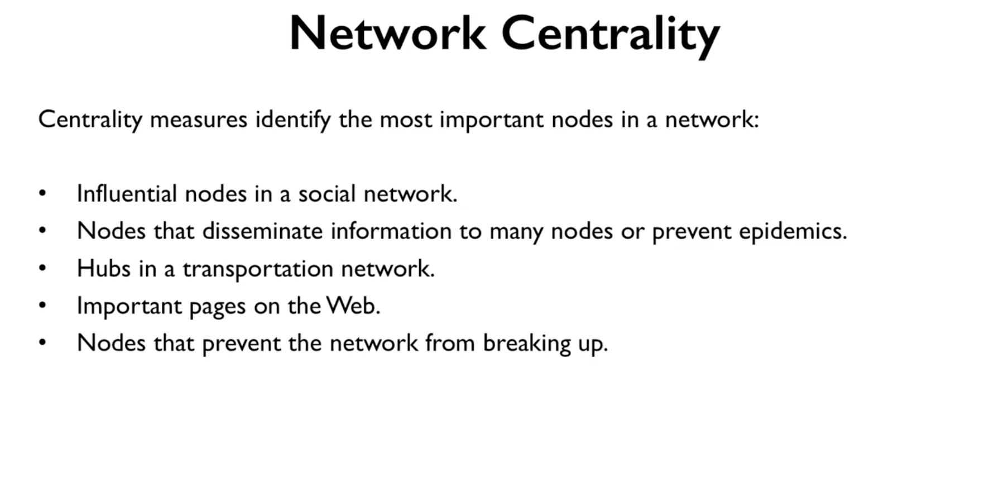 Network Centrality
Centrality measures identify the most important nodes in a network:
• Influential nodes in a social network.
• Nodes that disseminate information to many nodes or prevent epidemics.
• Hubs in a transportation network.
• Important pages on the Web.
• Nodes that prevent the network from breaking up.